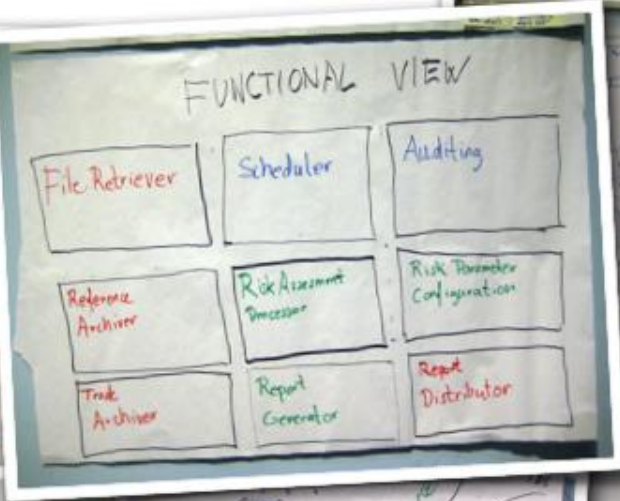 FUNCTIONAL VIEW
File Retriever
Scheduler
Auditing
Reference
Archiver
Risk Assessment
Processor
Risk Parameter
Configuration
Trade
Archiver
Report
Generator
Report
Distributor